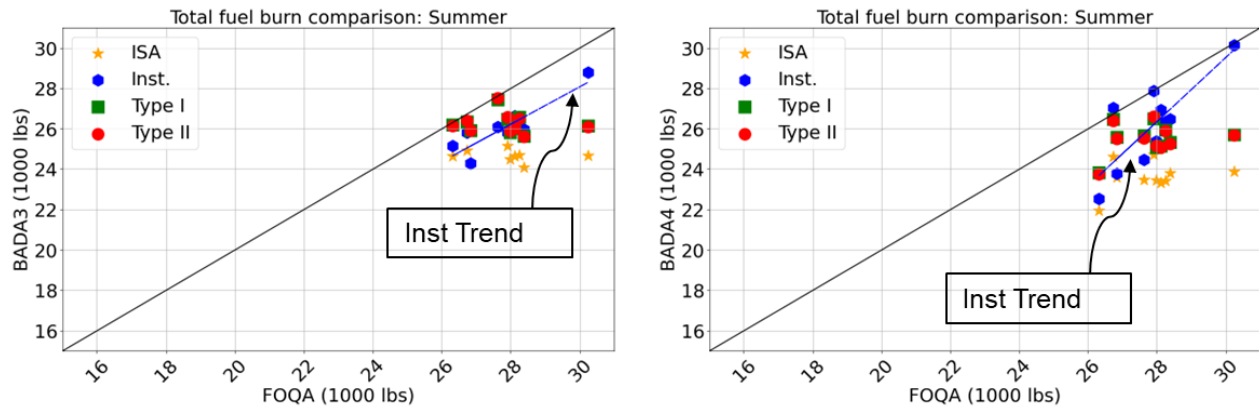 Total fuel burn comparison: Summer
30
28
26
24
22
20
18
16
BADA3 (1000 lbs)
ISA
Inst.
Type I
Type II
Inst Trend
16
18
20
22
24
26
28
30
FOQA (1000 lbs)
Total fuel burn comparison: Summer
30
28
26
24
22
20
18
16
BADA4 (1000 lbs)
ISA
Inst.
Type I
Type II
Inst Trend
16
18
20
22
24
26
28
30
FOQA (1000 lbs)